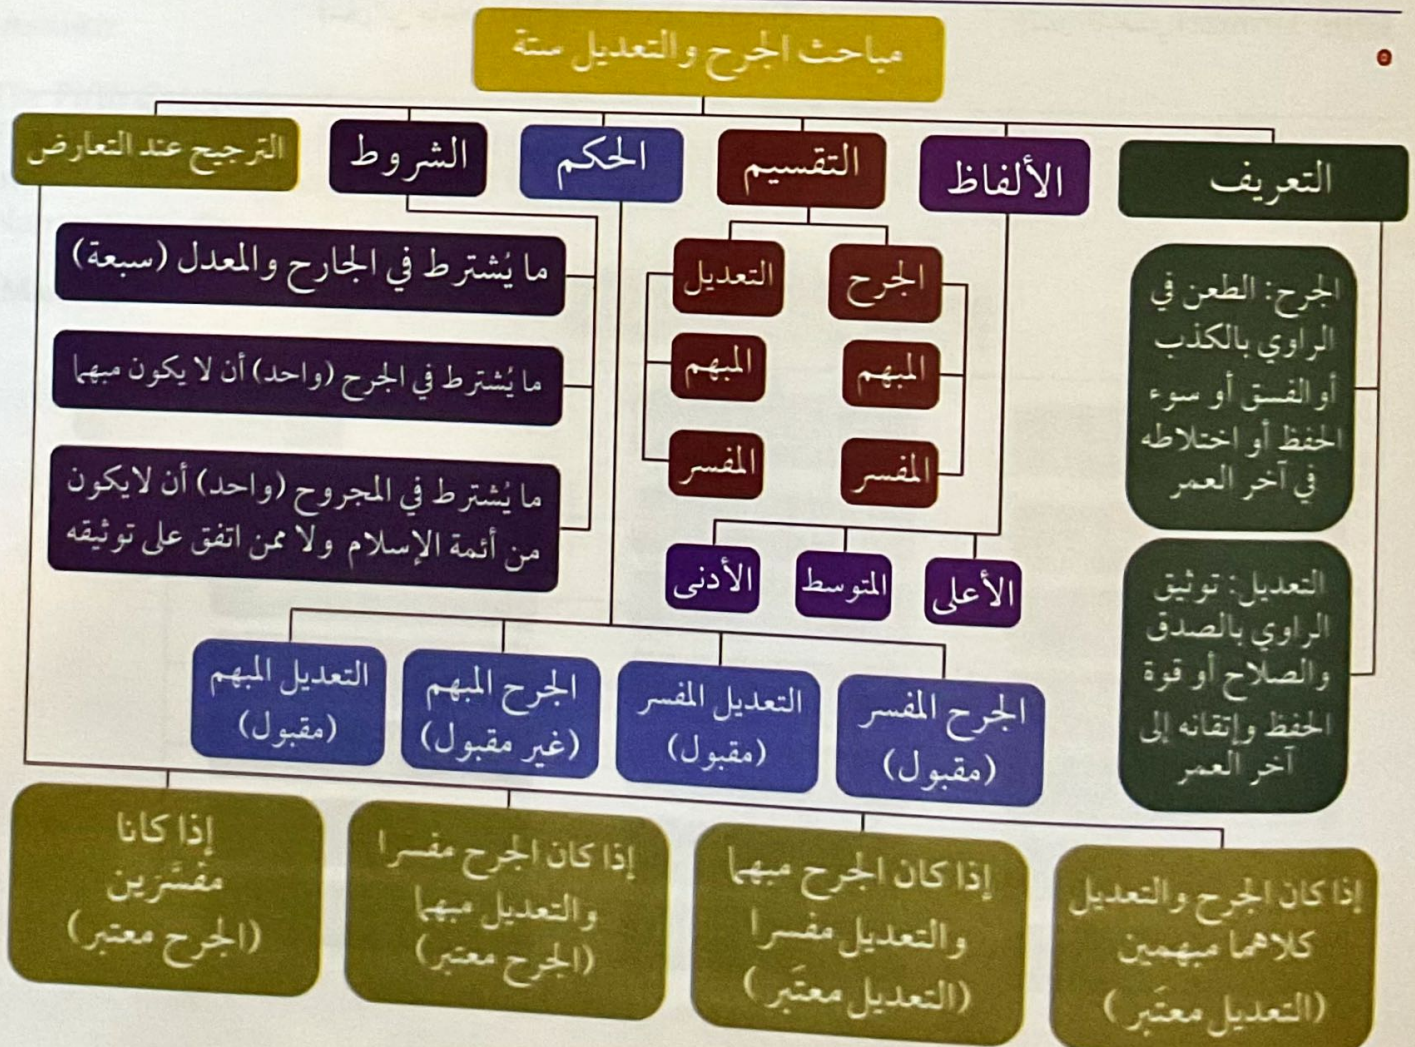 مباحث الجرح والتعديل ستة
التعريف
الألفاظ
التقسيم
الحكم
الشروط
الترجيح عند التعارض
الجرح: الطعن في
الراوي بالكذب
أو الفسق أو سوء
الحفظ أو اختلاطه
في آخر العمر
التعديل: توثيق
الراوي بالصدق
والصلاح أو قوة
الحفظ وإتقانه إلى
آخر العمر
الأعلى
المتوسط
الأدنى
الجرح
المبهم
المفسر
التعديل
المبهم
المفسر
الجرح المفسر
(مقبول)
التعديل المفسر
(مقبول)
الجرح المبهم
(غير مقبول)
التعديل المبهم
(مقبول)
ما يُشترط في الجارح والمعدل (سبعة)
ما يُشترط في الجرح (واحد) أن لا يكون مبهما
ما يُشترط في المجروح (واحد) أن لايكون
من أئمة الإسلام ولا ممن اتفق على توثيقه
إذا كان الجرح والتعديل
كلاهما مبهمين
(التعديل معتَبر )
إذا كان الجرح مبهما
والتعديل مفسرا
(التعديل معتَبر )
إذا كان الجرح مفسرا
والتعديل مبهما
(الجرح معتبر)
إذا كانا
مفسَّرَين
(الجرح معتبر)